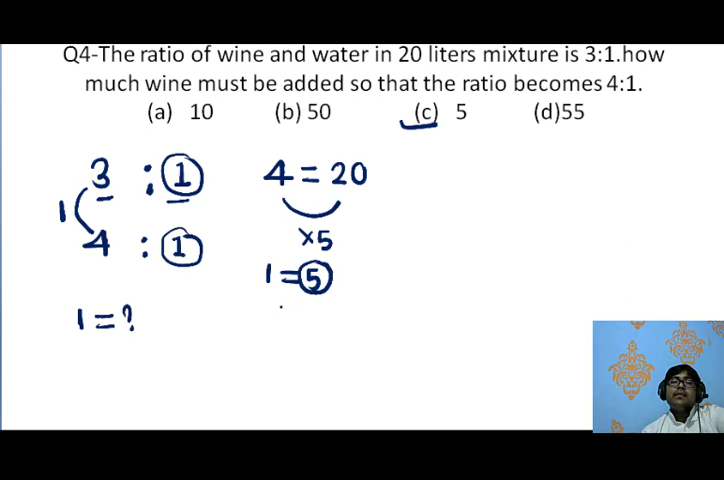 Q4-The ratio of wine and water in 20 liters mixture is 3:1.how
much wine must be added so that the ratio becomes 4:1.
(a) 10 (b) 50 (c) 5 (d)55
3 : 1 4 = 20
1
×5
4 : 1
1 = 5
1 = ?